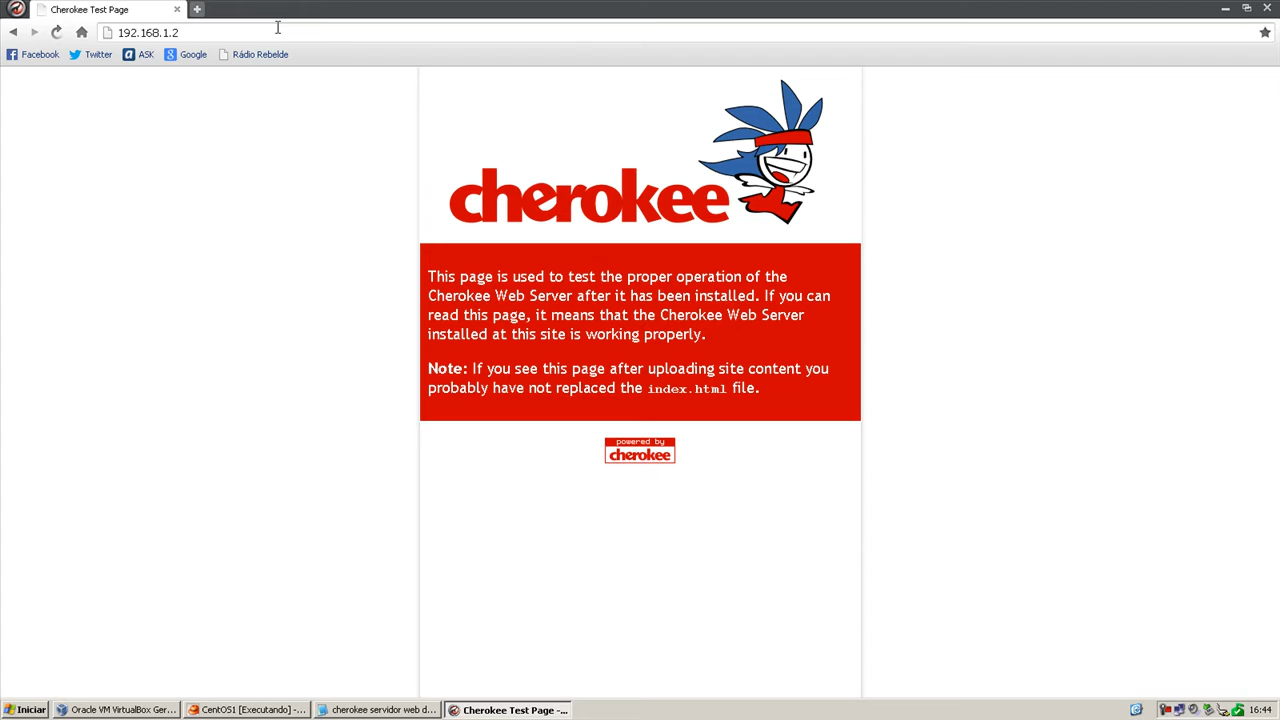 Cherokee Test Page
192.168.1.2
Facebook
Twitter
a ASK
g Google
Rádio Rebelde
cherokee
This page is used to test the proper operation of the
Cherokee Web Server after it has been installed. If you can
read this page, it means that the Cherokee Web Server
installed at this site is working properly.
Note: If you see this page after uploading site content you
probably have not replaced the index.html file.
powered by
cherokee
Iniciar
Oracle VM VirtualBox Ger...
CentOS1 [Executando] -...
cherokee servidor web d...
Cherokee Test Page -...
16:44